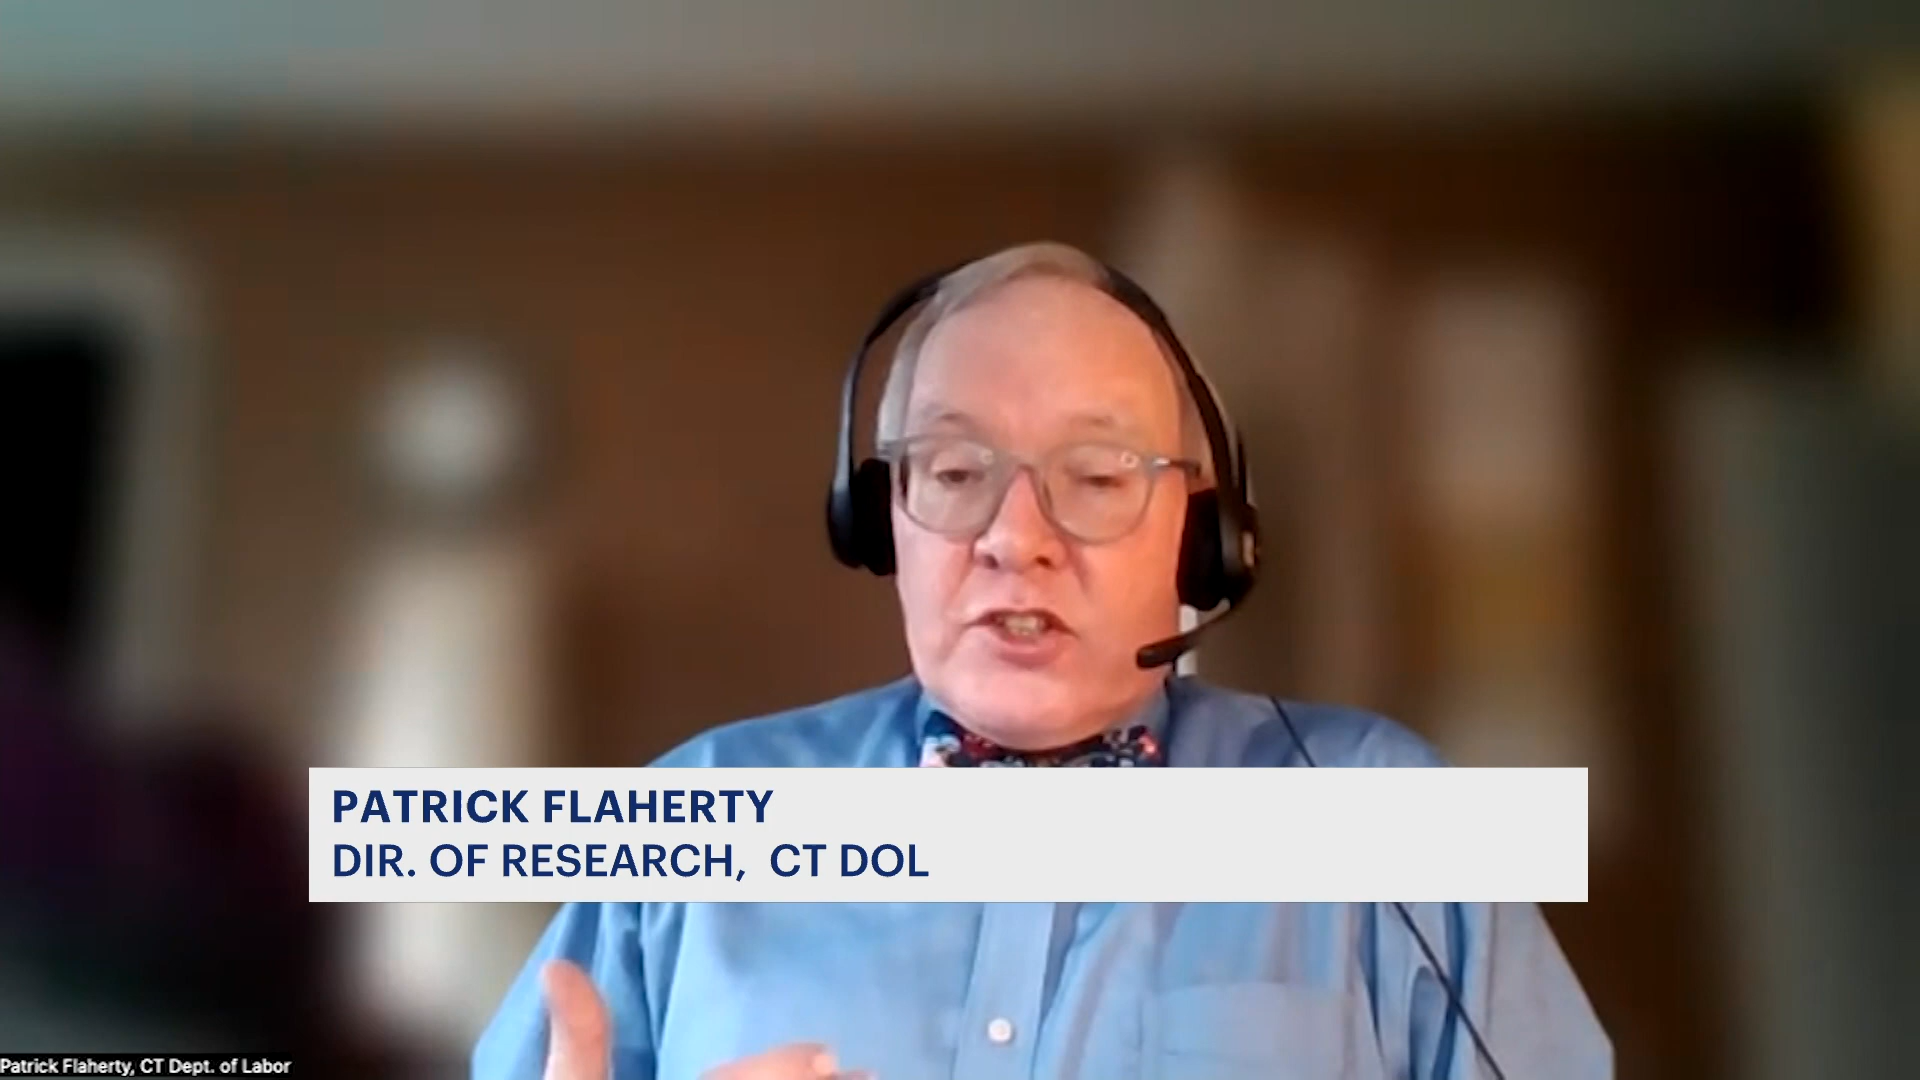 PATRICK FLAHERTY
DIR. OF RESEARCH, CT DOL
Patrick Flaherty, CT Dept. of Labor